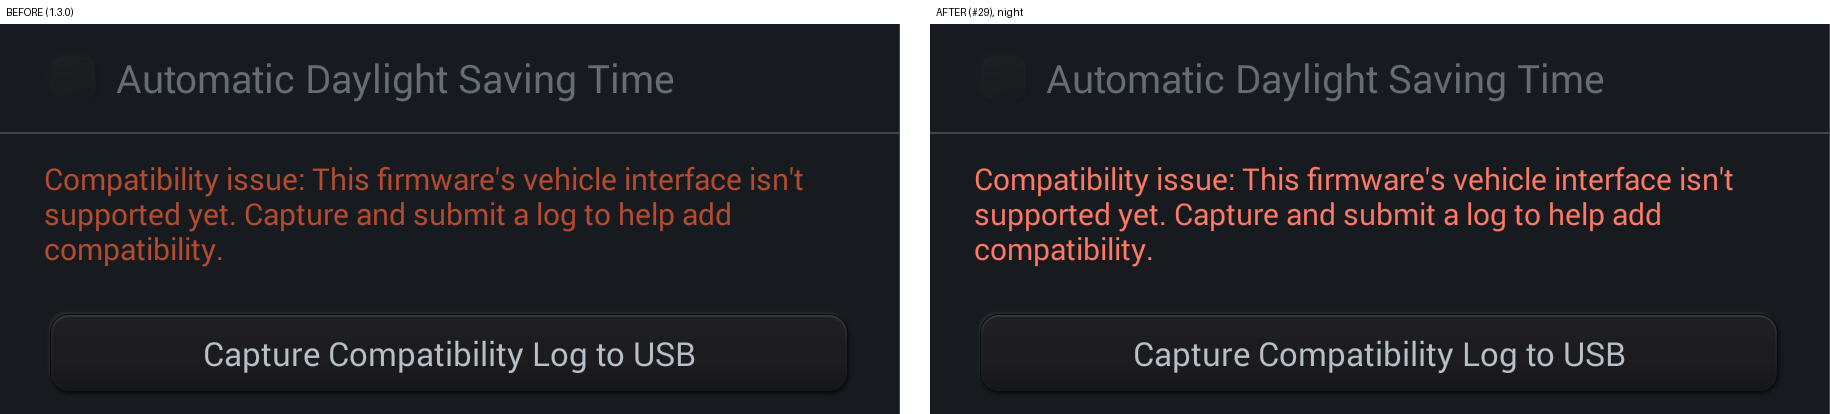 BEFORE (1.3.0)
Automatic Daylight Saving Time
Compatibility issue: This firmware's vehicle interface isn't
supported yet. Capture and submit a log to help add
compatibility.
Capture Compatibility Log to USB
AFTER (#29), night
Automatic Daylight Saving Time
Compatibility issue: This firmware's vehicle interface isn't
supported yet. Capture and submit a log to help add
compatibility.
Capture Compatibility Log to USB